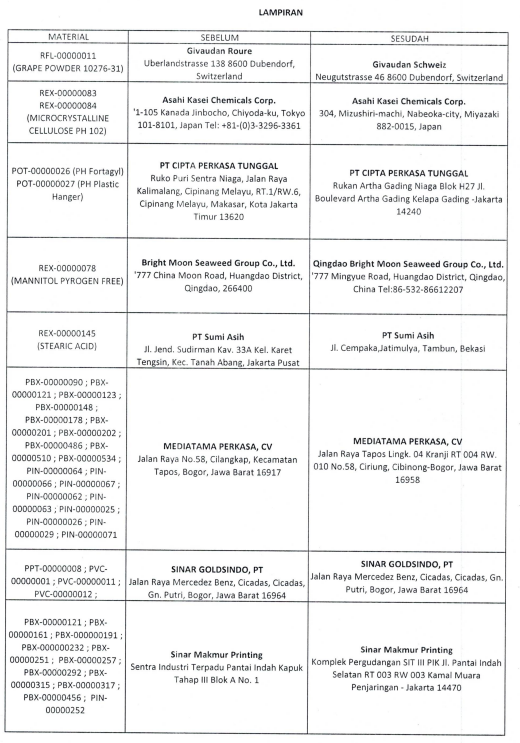 LAMPIRAN
MATERIAL
SEBELUM
SESUDAH
RFL-00000011
(GRAPE POWDER 10276-31)
Givaudan Roure
Uberlandstrasse 138 8600 Dubendorf,
Switzerland
Givaudan Schweiz
Neugutstrasse 46 8600 Dubendorf, Switzerland
REX-00000083
REX-00000084
(MICROCRYSTALLINE
CELLULOSE PH 102)
Asahi Kasei Chemicals Corp.
'1-105 Kanada Jinbocho, Chiyoda-ku, Tokyo
101-8101, Japan Tel: +81-(0)3-3296-3361
Asahi Kasei Chemicals Corp.
304, Mizushiri-machi, Nabeoka-city, Miyazaki
882-0015, Japan
POT-00000026 (PH Fortagyl)
POT-00000027 (PH Plastic
Hanger)
PT CIPTA PERKASA TUNGGAL
Ruko Puri Sentra Niaga, Jalan Raya
Kalimalang, Cipinang Melayu, RT.1/RW.6,
Cipinang Melayu, Makasar, Kota Jakarta
Timur 13620
PT CIPTA PERKASA TUNGGAL
Rukan Artha Gading Niaga Blok H27 Jl.
Boulevard Artha Gading Kelapa Gading -Jakarta
14240
REX-00000078
(MANNITOL PYROGEN FREE)
Bright Moon Seaweed Group Co., Ltd.
'777 China Moon Road, Huangdao District,
Qingdao, 266400
Qingdao Bright Moon Seaweed Group Co., Ltd.
'777 Mingyue Road, Huangdao District, Qingdao,
China Tel:86-532-86612207
REX-00000145
(STEARIC ACID)
PT Sumi Asih
Jl. Jend. Sudirman Kav. 33A Kel. Karet
Tengsin, Kec. Tanah Abang, Jakarta Pusat
PT Sumi Asih
Jl. Cempaka,Jatimulya, Tambun, Bekasi
PBX-00000090 ; PBX-
00000121 ; PBX-00000123 ;
PBX-00000148 ;
PBX-00000178 ; PBX-
00000201 ; PBX-00000202 ;
PBX-00000486 ; PBX-
00000510 ; PBX-00000534 ;
PIN-00000064 ; PIN-
00000066 ; PIN-00000067 ;
PIN-00000062 ; PIN-
00000063 ; PIN-00000025 ;
PIN-00000026 ; PIN-
00000029 ; PIN-00000071
MEDIATAMA PERKASA, CV
Jalan Raya No.58, Cilangkap, Kecamatan
Tapos, Bogor, Jawa Barat 16917
MEDIATAMA PERKASA, CV
Jalan Raya Tapos Lingk. 04 Kranji RT 004 RW.
010 No.58, Ciriung, Cibinong-Bogor, Jawa Barat
16958
PPT-00000008 ; PVC-
00000001 ; PVC-00000011 ;
PVC-00000012 ;
SINAR GOLDSINDO, PT
Jalan Raya Mercedez Benz, Cicadas, Cicadas,
Gn. Putri, Bogor, Jawa Barat 16964
SINAR GOLDSINDO, PT
Jalan Raya Mercedez Benz, Cicadas, Cicadas, Gn.
Putri, Bogor, Jawa Barat 16964
PBX-00000121 ; PBX-
00000161 ; PBX-000000191 ;
PBX-00000232 ; PBX-
00000251 ; PBX-00000257 ;
PBX-00000292 ; PBX-
00000315 ; PBX-00000317 ;
PBX-00000456 ; PIN-
00000252
Sinar Makmur Printing
Sentra Industri Terpadu Pantai Indah Kapuk
Tahap III Blok A No. 1
Sinar Makmur Printing
Komplek Pergudangan SIT III PIK Jl. Pantai Indah
Selatan RT 003 RW 003 Kamal Muara
Penjaringan - Jakarta 14470